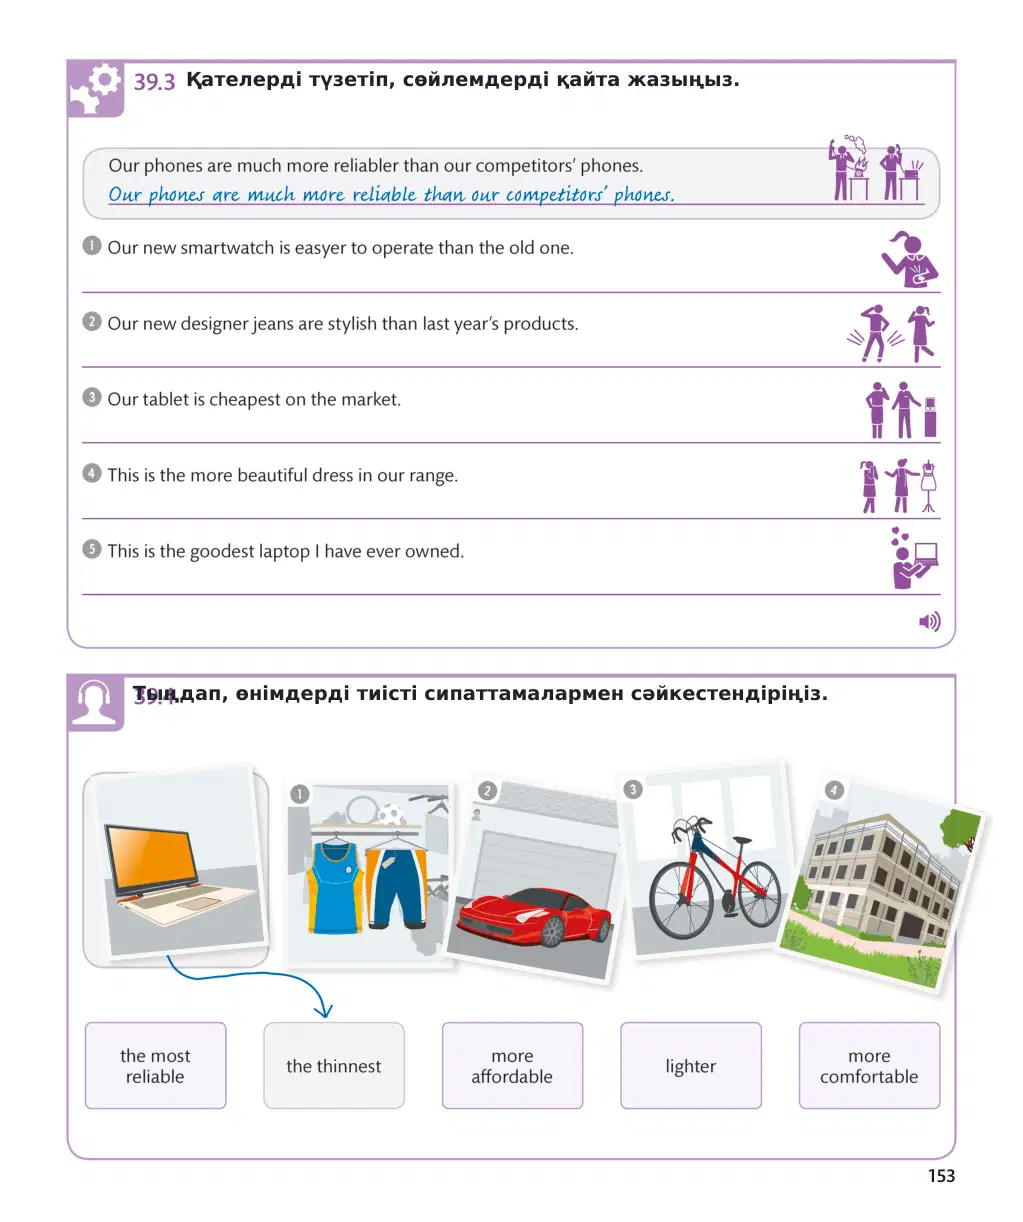 39.3 Қателерді түзетіп, сөйлемдерді қайта жазыңыз.
Our phones are much more reliabler than our competitors' phones.
Our phones are much more reliable than our competitors' phones.
1 Our new smartwatch is easyer to operate than the old one.
2 Our new designer jeans are stylish than last year's products.
3 Our tablet is cheapest on the market.
4 This is the more beautiful dress in our range.
5 This is the goodest laptop I have ever owned.
39.4 Тыңдап, өнімдерді тиісті сипаттамалармен сәйкестендіріңіз.
1
2
3
4
the most
reliable
the thinnest
more
affordable
lighter
more
comfortable
153